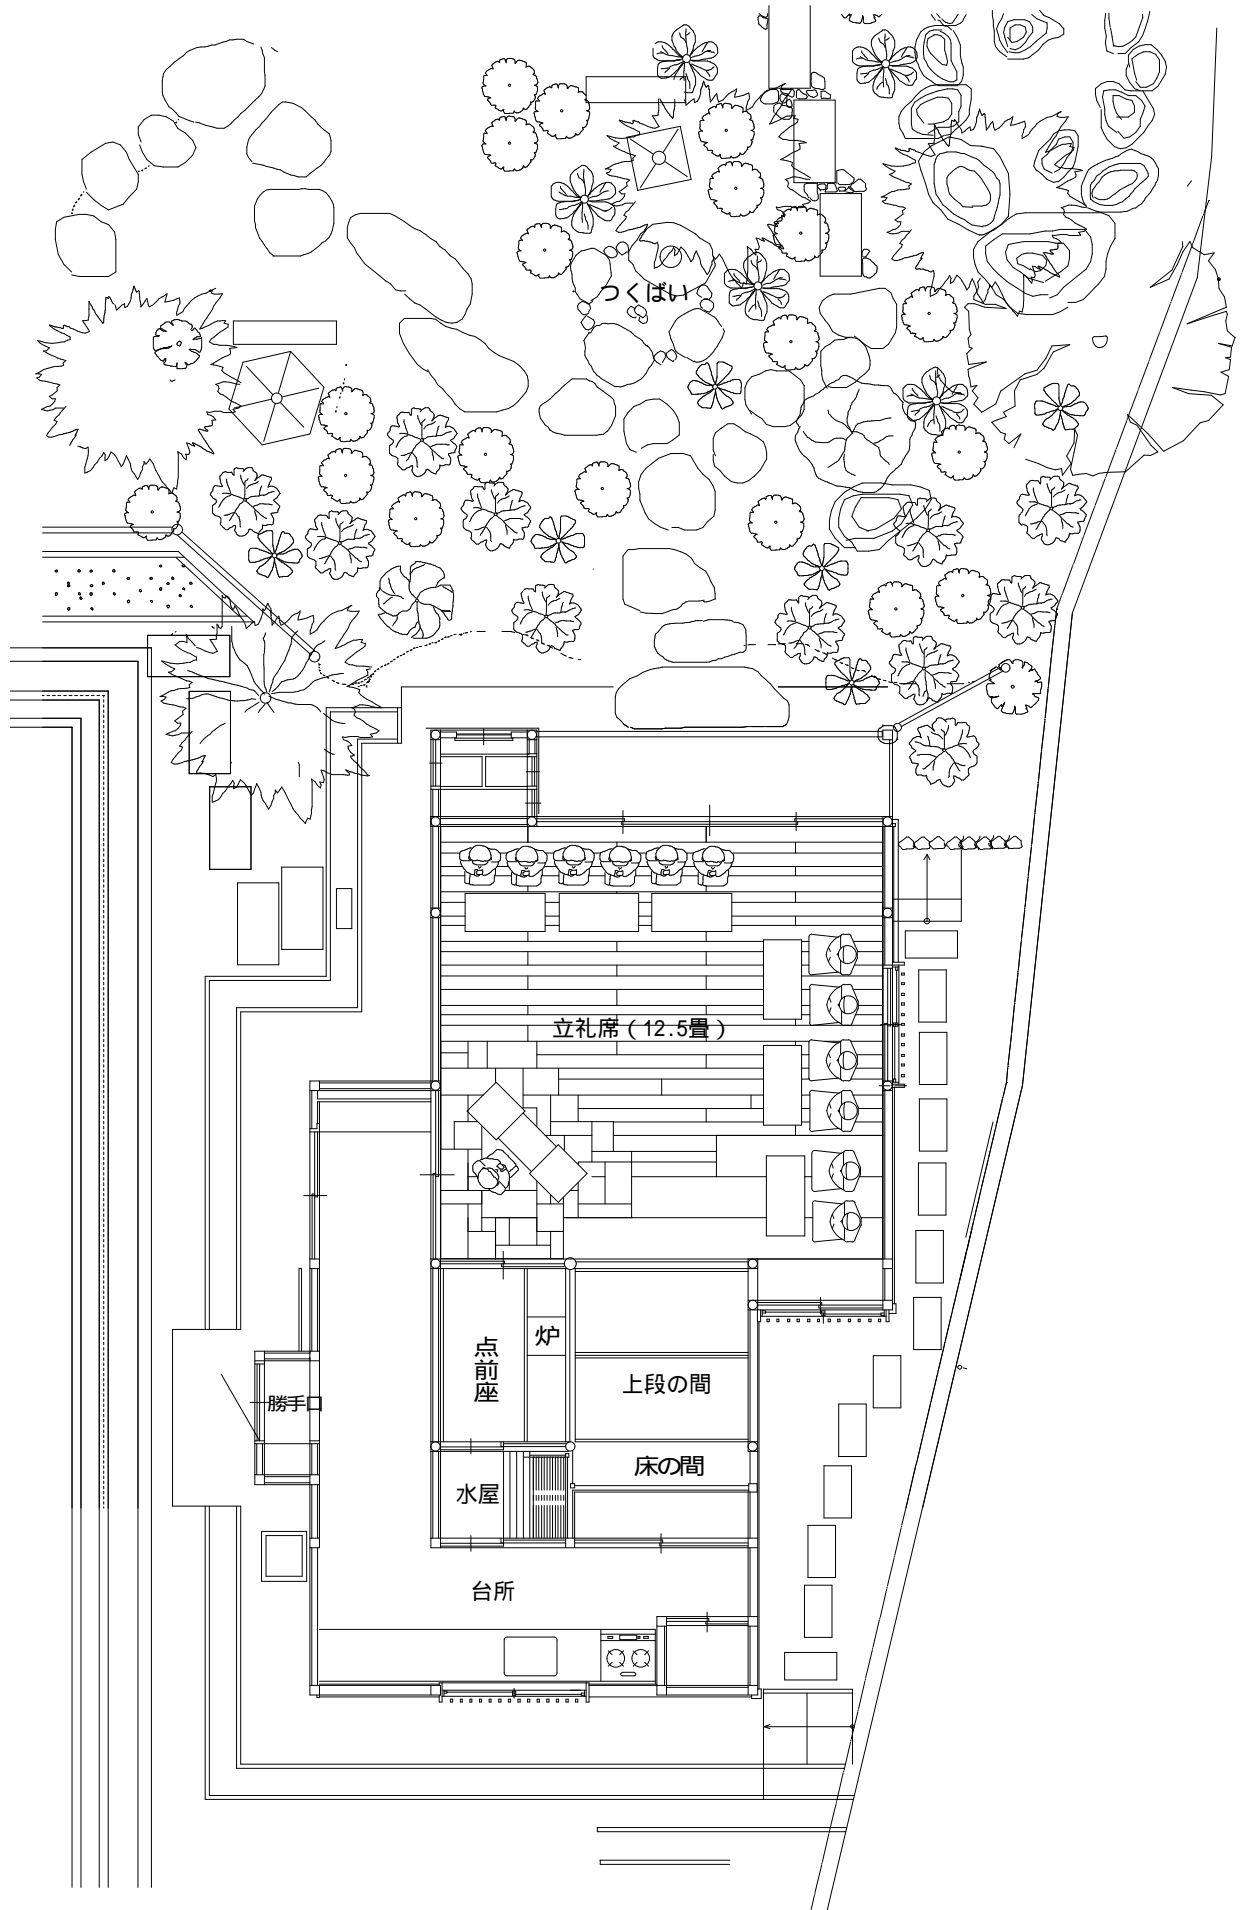 つくばい
立礼席(12.5畳)
点前座
炉
上段の間
勝手口
床の間
水屋
台所